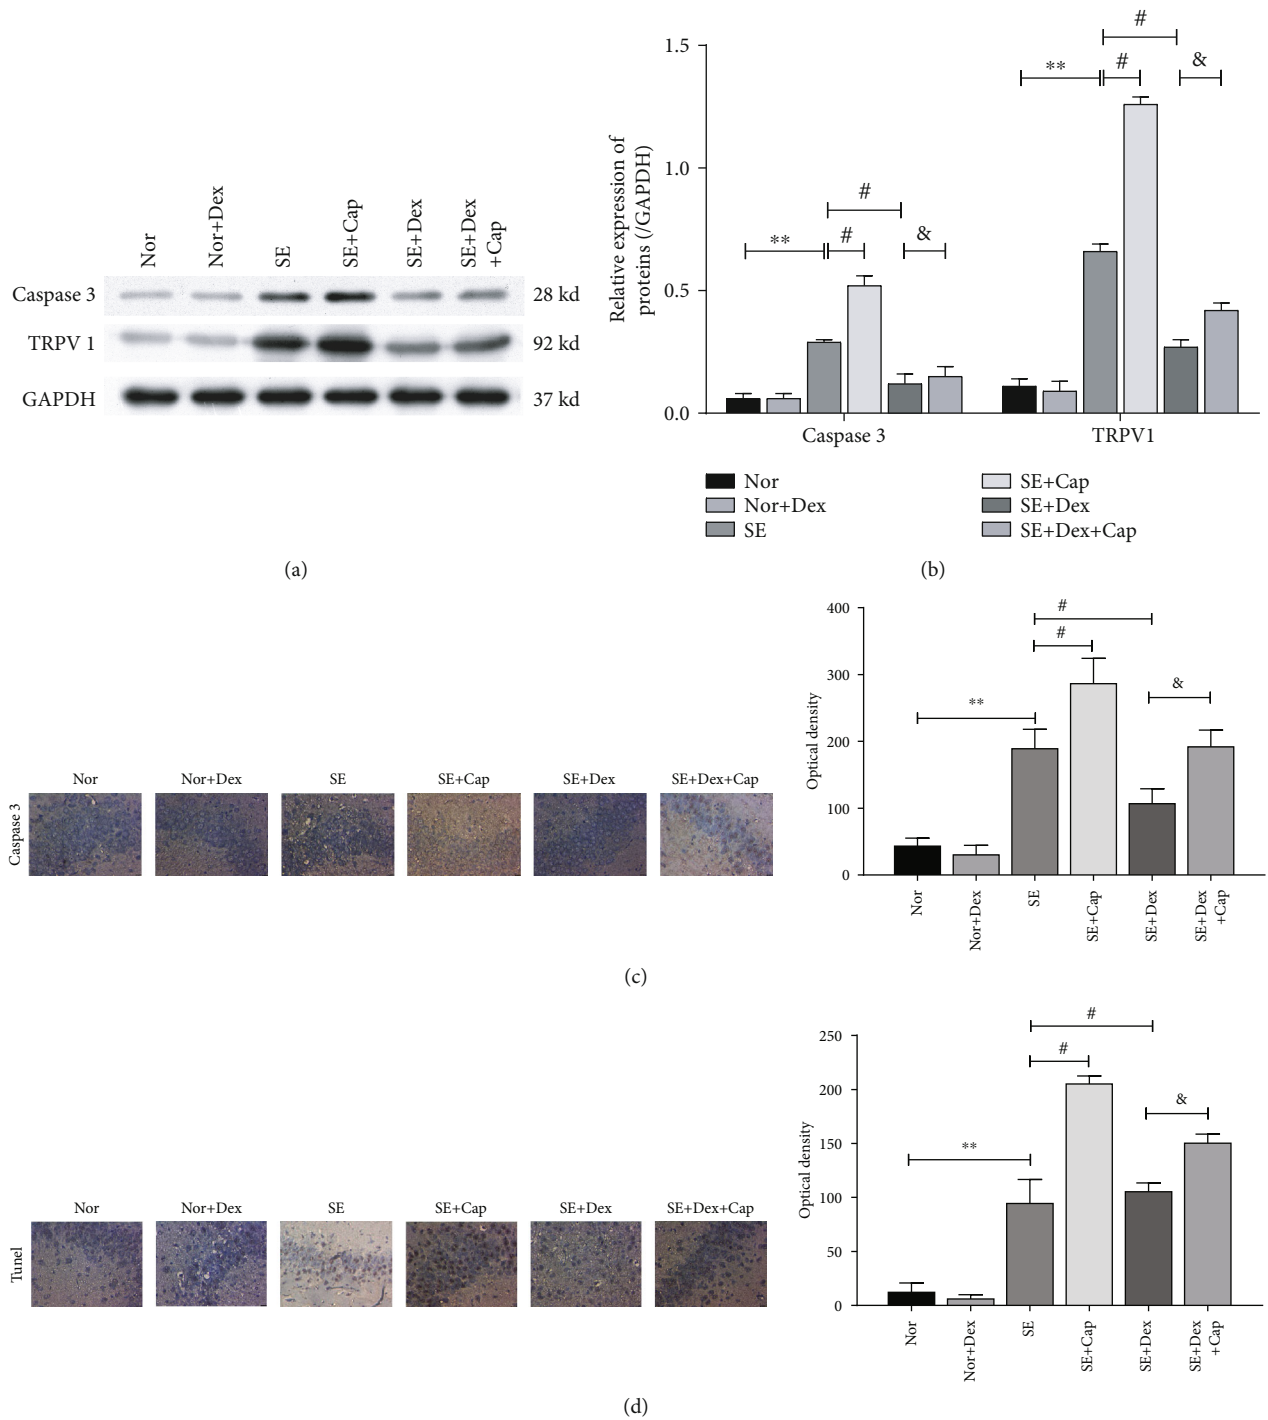 Nor
Nor+Dex
SE
SE+Cap
SE+Dex
SE+Dex
+Cap
Caspase 3
28 kd
TRPV 1
92 kd
GAPDH
37 kd
(a)
Relative expression of
proteins (/GAPDH)
1.5
1.0
0.5
0.0
**
#
#
&
**
#
#
&
Caspase 3
TRPV1
Nor
Nor+Dex
SE
SE+Cap
SE+Dex
SE+Dex+Cap
(b)
Caspase 3
Nor
Nor+Dex
SE
SE+Cap
SE+Dex
SE+Dex+Cap
Optical density
400
300
200
100
0
**
#
#
&
Nor
Nor+Dex
SE
SE+Cap
SE+Dex
SE+Dex
+Cap
(c)
Tunel
Nor
Nor+Dex
SE
SE+Cap
SE+Dex
SE+Dex+Cap
Optical density
250
200
150
100
50
0
**
#
#
&
Nor
Nor+Dex
SE
SE+Cap
SE+Dex
SE+Dex
+Cap
(d)